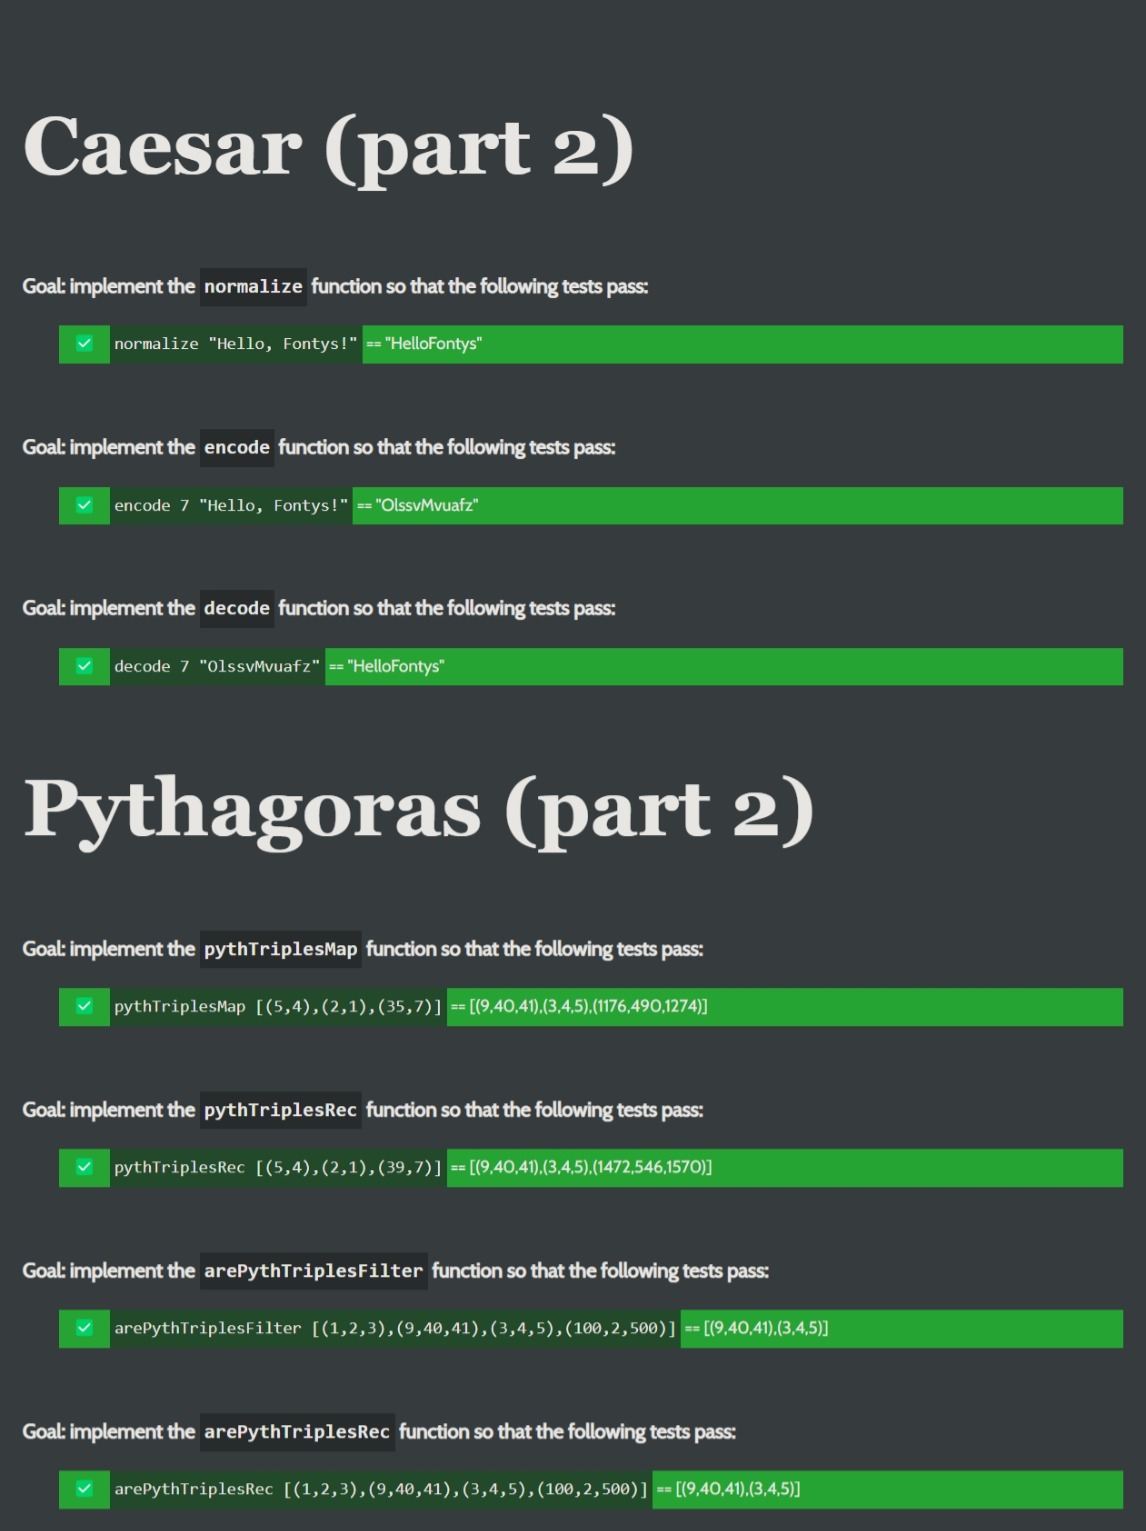 Caesar (part 2)
Goal: implement the normalize function so that the following tests pass:
normalize "Hello, Fontys!" == "HelloFontys"
Goal: implement the encode function so that the following tests pass:
encode 7 "Hello, Fontys!" == "OlssvMvuafz"
Goal: implement the decode function so that the following tests pass:
decode 7 "OlssvMvuafz" == "HelloFontys"
Pythagoras (part 2)
Goal: implement the pythTriplesMap function so that the following tests pass:
pythTriplesMap [(5,4),(2,1),(35,7)] == [(9,40,41),(3,4,5),(1176,490,1274)]
Goal: implement the pythTriplesRec function so that the following tests pass:
pythTriplesRec [(5,4),(2,1),(39,7)] == [(9,40,41),(3,4,5),(1472,546,1570)]
Goal: implement the arePythTriplesFilter function so that the following tests pass:
arePythTriplesFilter [(1,2,3),(9,40,41),(3,4,5),(100,2,500)] == [(9,40,41),(3,4,5)]
Goal: implement the arePythTriplesRec function so that the following tests pass:
arePythTriplesRec [(1,2,3),(9,40,41),(3,4,5),(100,2,500)] == [(9,40,41),(3,4,5)]